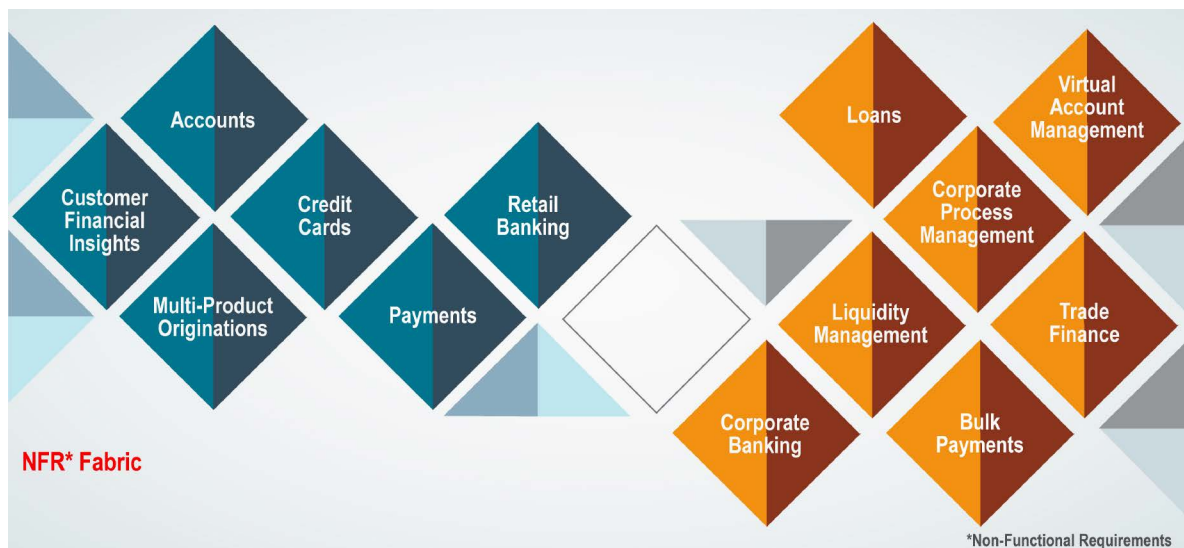 Accounts
Customer
Financial
Insights
Credit
Cards
Multi-Product
Originations
Retail
Banking
Payments
Loans
Virtual
Account
Management
Corporate
Process
Management
Liquidity
Management
Trade
Finance
Corporate
Banking
Bulk
Payments
NFR* Fabric
*Non-Functional Requirements